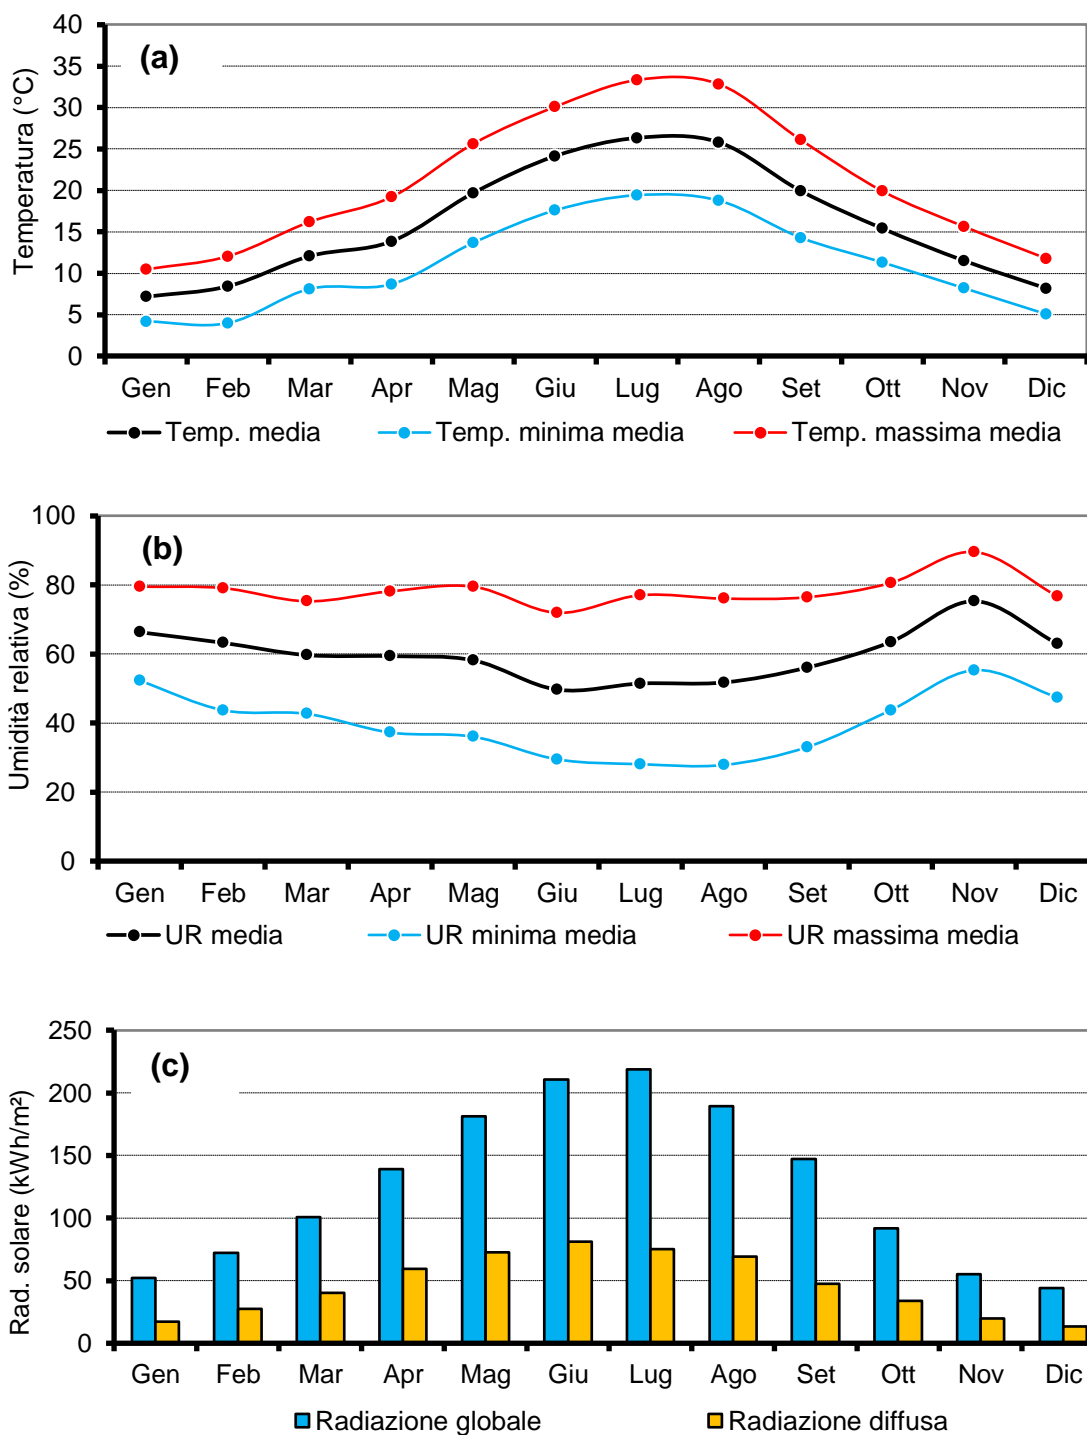 (a)
Temperatura (°C)
40
35
30
25
20
15
10
5
0
Gen Feb Mar Apr Mag Giu Lug Ago Set Ott Nov Dic
Temp. media Temp. minima media Temp. massima media
(b)
Umidità relativa (%)
100
80
60
40
20
0
Gen Feb Mar Apr Mag Giu Lug Ago Set Ott Nov Dic
UR media UR minima media UR massima media
(c)
Rad. solare (kWh/m²)
250
200
150
100
50
0
Gen Feb Mar Apr Mag Giu Lug Ago Set Ott Nov Dic
Radiazione globale Radiazione diffusa